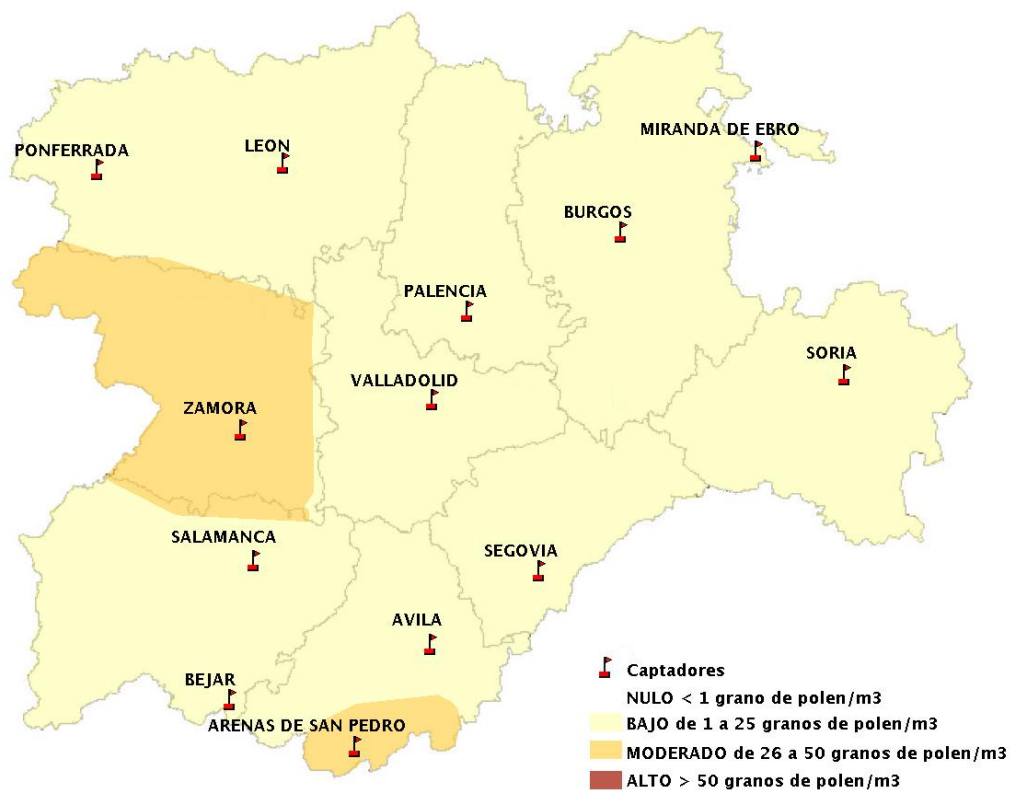 MIRANDA DE EBRO
PONFERRADA
LEON
BURGOS
PALENCIA
SORIA
VALLADOLID
ZAMORA
SALAMANCA
SEGOVIA
AVILA
BEJAR
ARENAS DE SAN PEDRO
Captadores
NULO < 1 grano de polen/m3
BAJO de 1 a 25 granos de polen/m3
MODERADO de 26 a 50 granos de polen/m3
ALTO > 50 granos de polen/m3